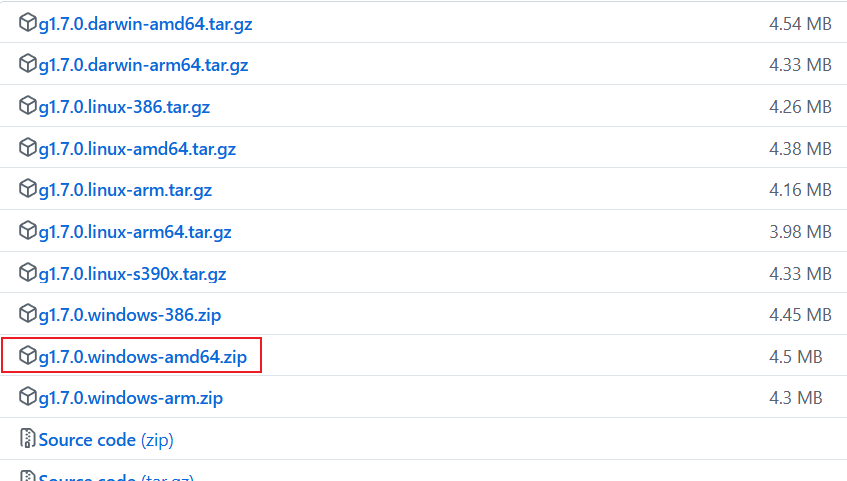 g1.7.0.darwin-amd64.tar.gz 4.54 MB
g1.7.0.darwin-arm64.tar.gz 4.33 MB
g1.7.0.linux-386.tar.gz 4.26 MB
g1.7.0.linux-amd64.tar.gz 4.38 MB
g1.7.0.linux-arm.tar.gz 4.16 MB
g1.7.0.linux-arm64.tar.gz 3.98 MB
g1.7.0.linux-s390x.tar.gz 4.33 MB
g1.7.0.windows-386.zip 4.45 MB
g1.7.0.windows-amd64.zip 4.5 MB
g1.7.0.windows-arm.zip 4.3 MB
Source code (zip)
Source code (tar.gz)